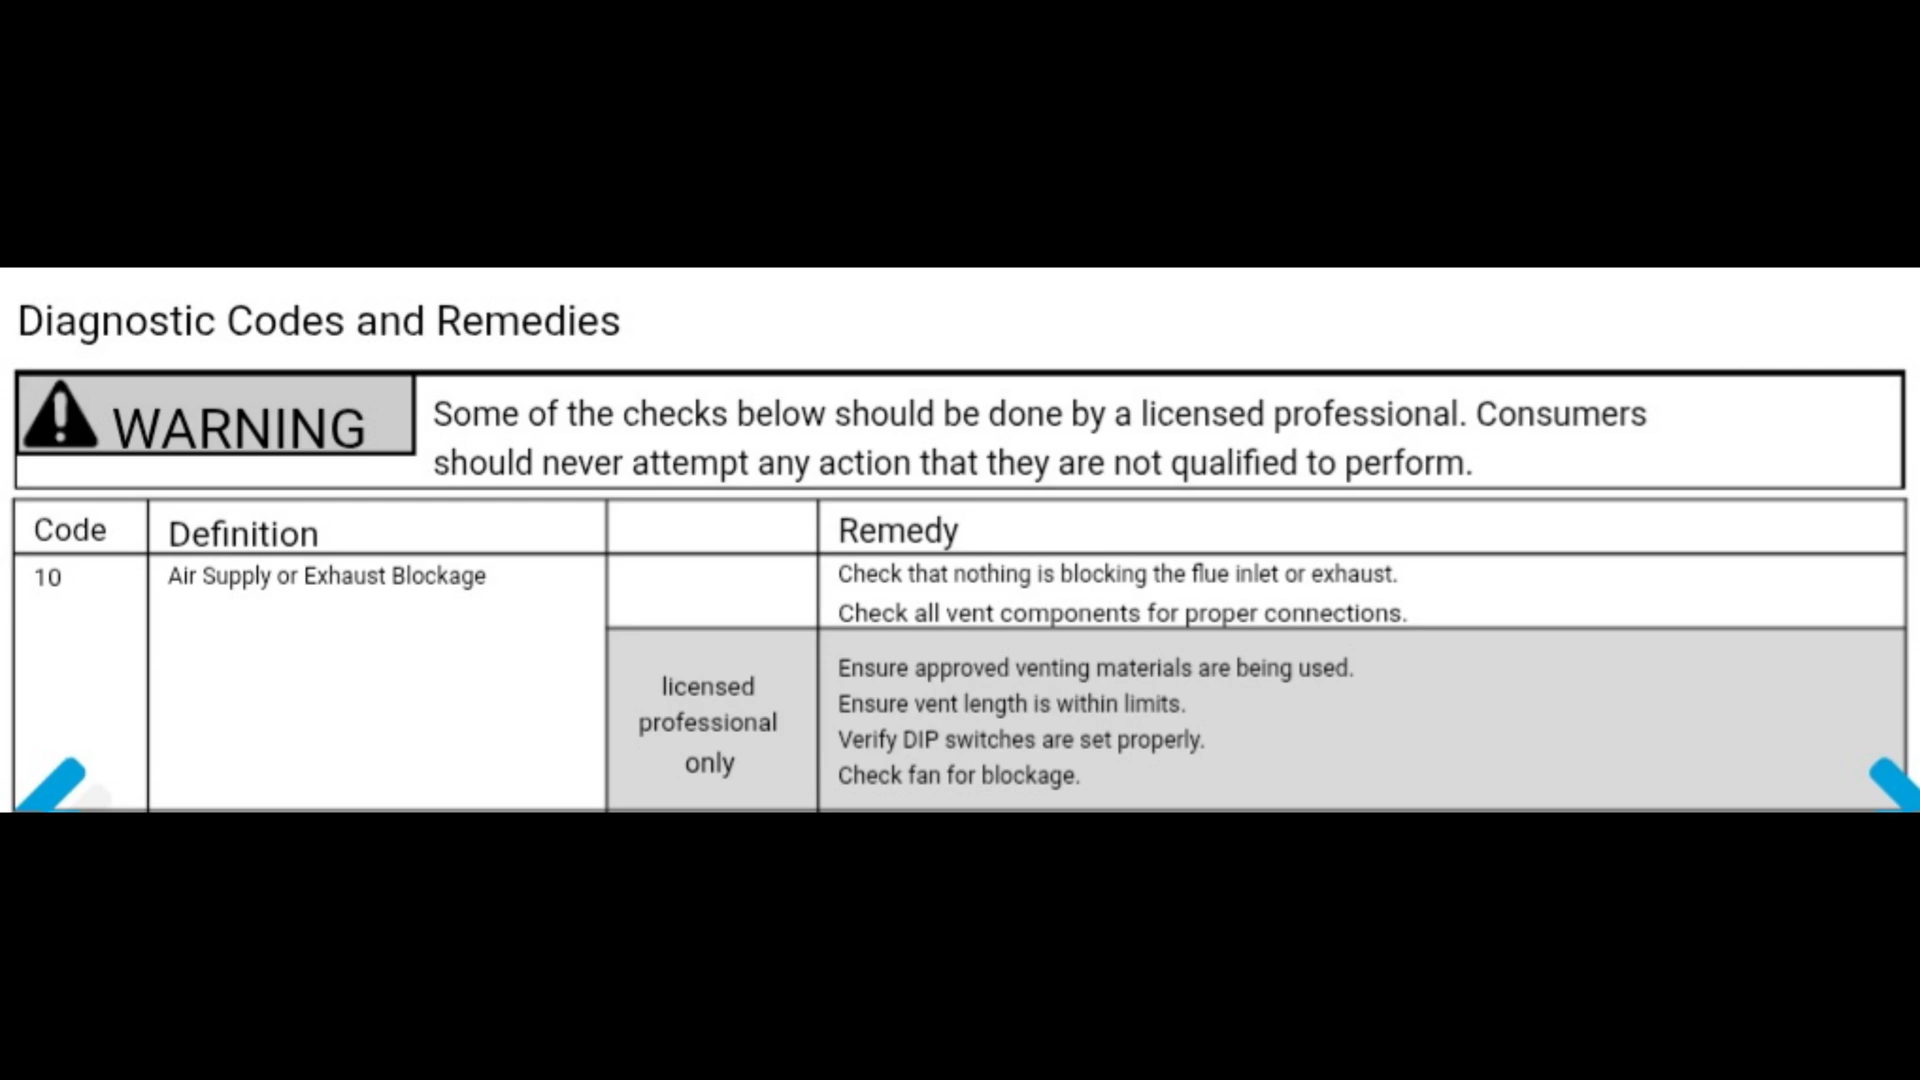 Diagnostic Codes and Remedies
WARNING
Some of the checks below should be done by a licensed professional. Consumers
should never attempt any action that they are not qualified to perform.
Code
Definition
Remedy
10
Air Supply or Exhaust Blockage
Check that nothing is blocking the flue inlet or exhaust.
Check all vent components for proper connections.
licensed
professional
only
Ensure approved venting materials are being used.
Ensure vent length is within limits.
Verify DIP switches are set properly.
Check fan for blockage.